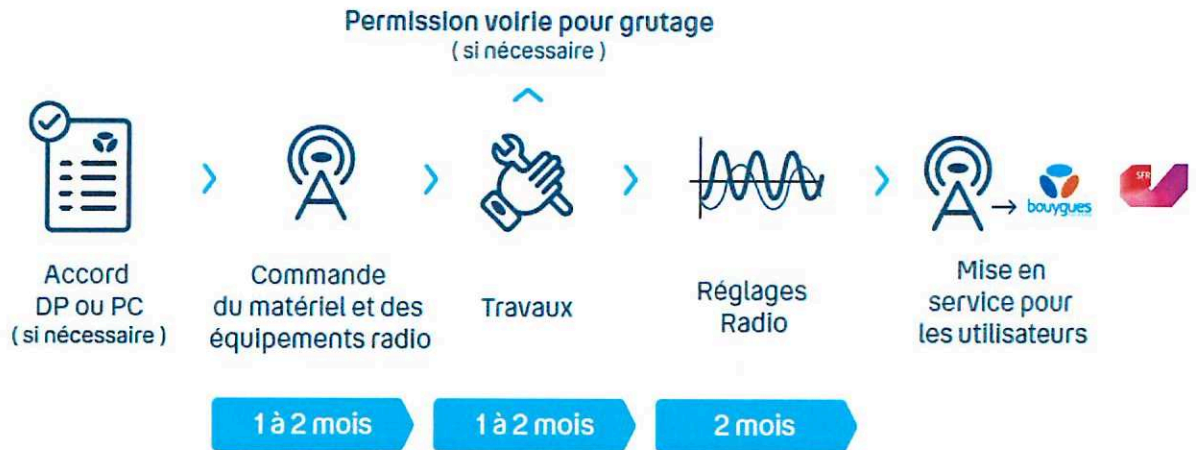 Permission voirie pour grutage
( si nécessaire )
Accord
DP ou PC
( si nécessaire )
Commande
du matériel et des
équipements radio
Travaux
Réglages
Radio
bouygues
SFR
Mise en
service pour
les utilisateurs
1 à 2 mois
1 à 2 mois
2 mois